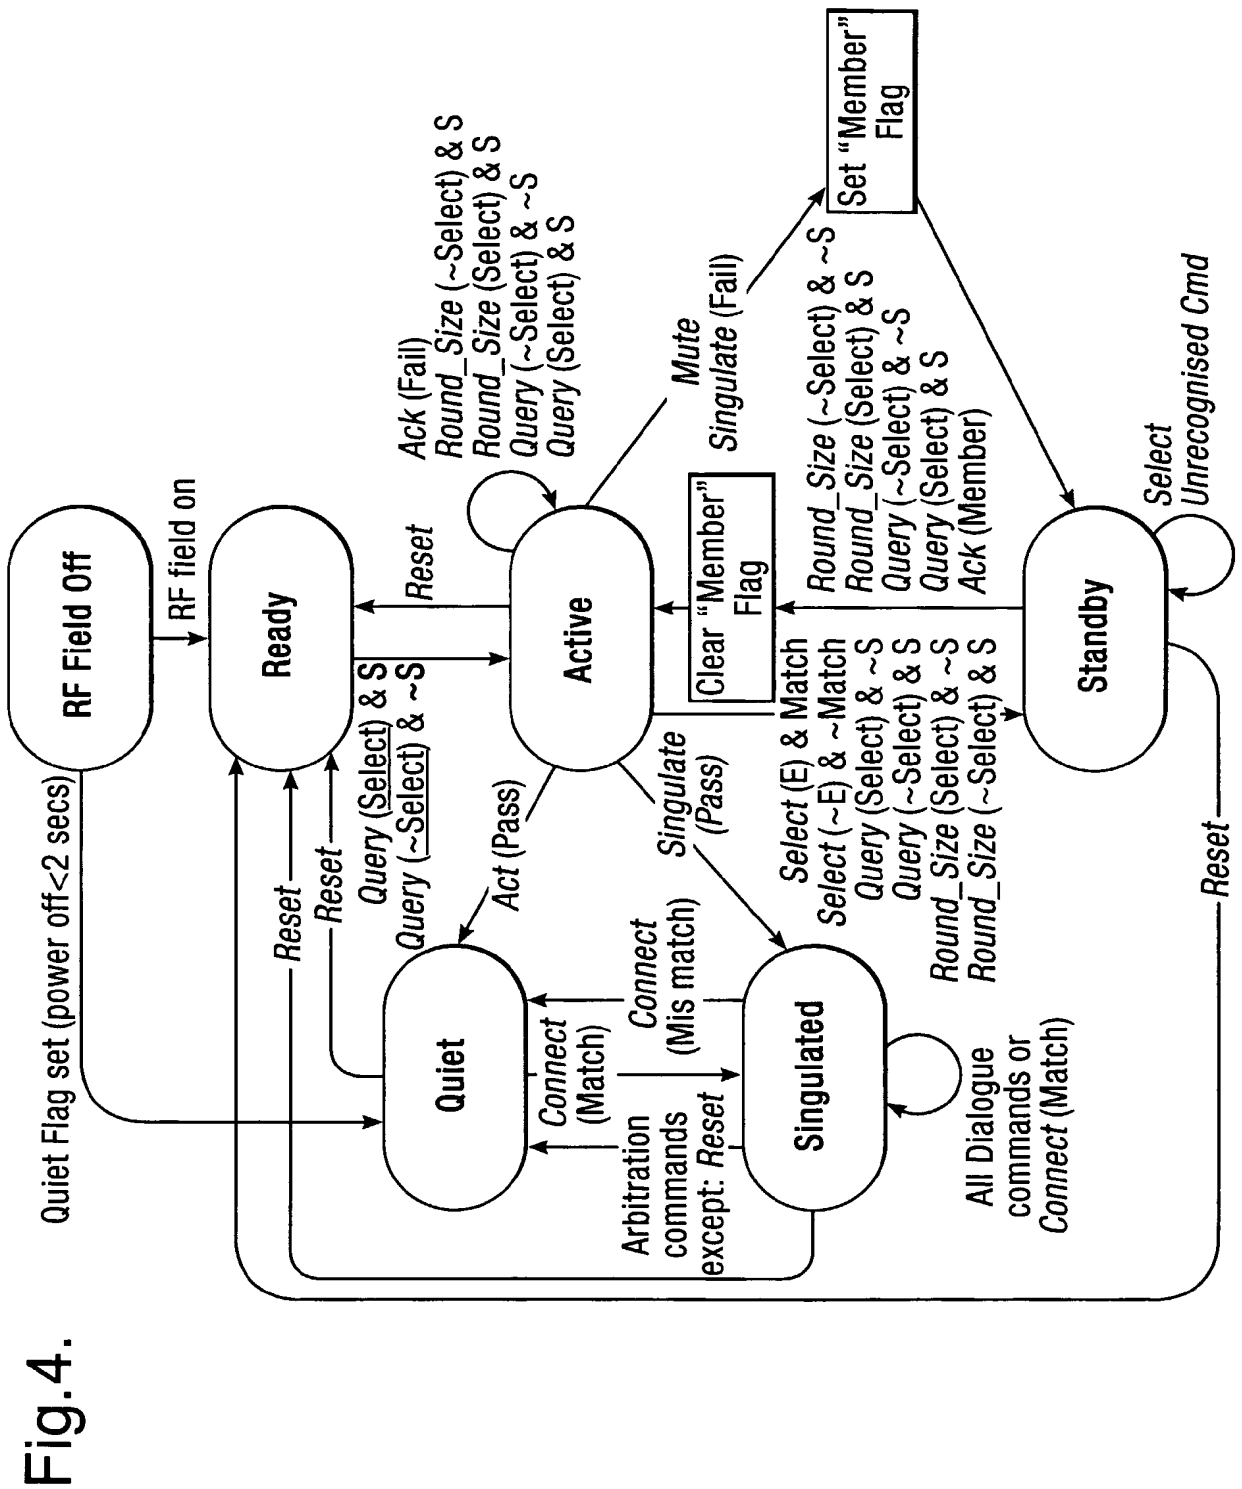 Fig.4.
RF Field Off
Quiet Flag set (power off<2 secs)
RF field on
Ready
Reset
Reset
Reset
Query (Select) & S
Query (~Select) & ~S
Ack (Fail)
Round_Size (~Select) & S
Round_Size (Select) & S
Query (~Select) & ~S
Query (Select) & S
Active
Act (Pass)
Singulate
(Pass)
Mute
Singulate (Fail)
Set “Member”
Flag
Clear “Member”
Flag
Quiet
Connect
(Match)
Connect
(Mis match)
Arbitration
commands
except: Reset
Singulated
All Dialogue
commands or
Connect (Match)
Select (E) & Match
Select (~E) & ~Match
Query (Select) & ~S
Query (~Select) & S
Round_Size (Select) & ~S
Round_Size (~Select) & S
Round_Size (~Select) & ~S
Round_Size (Select) & S
Query (~Select) & ~S
Query (Select) & S
Ack (Member)
Standby
Select
Unrecognised Cmd
Reset